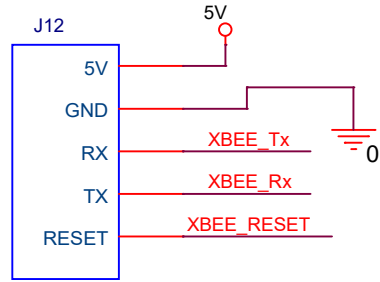 5V
J12
5V
GND
RX XBEE_Tx
0
TX XBEE_Rx
RESET XBEE_RESET